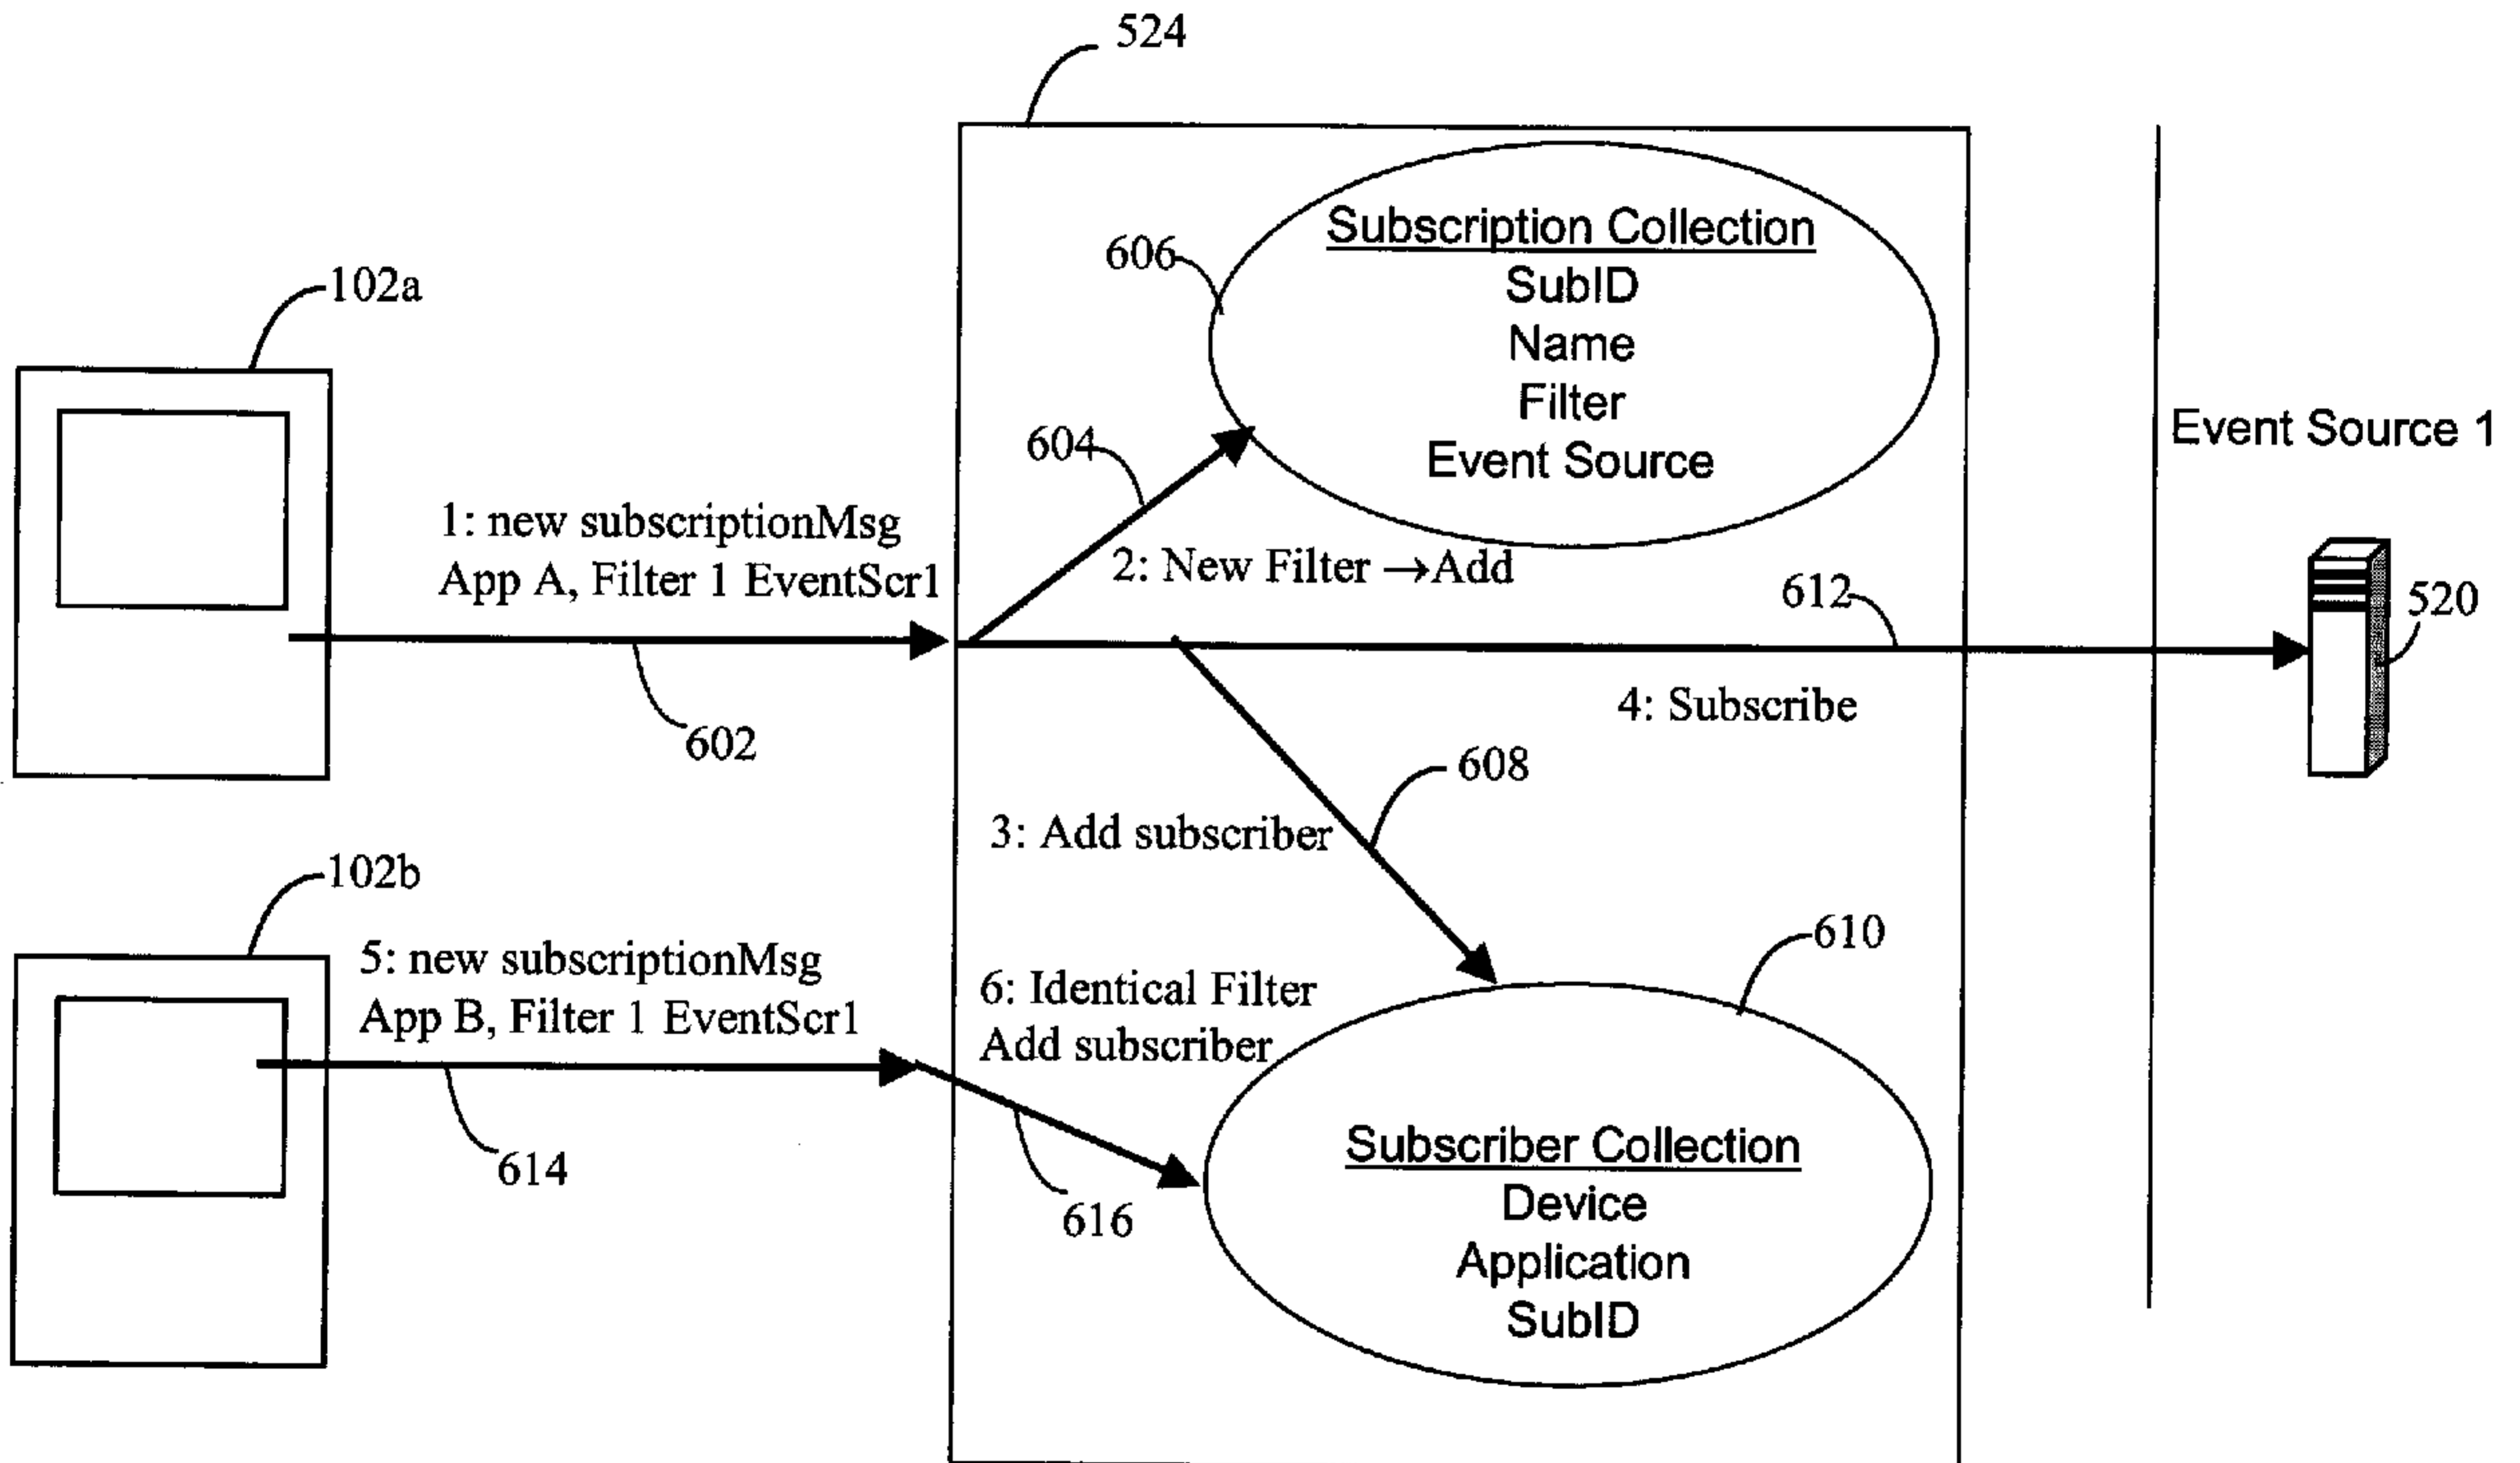 524
Subscription Collection
SubID
Name
Filter
Event Source
606
102a
604
Event Source 1
1: new subscriptionMsg
App A, Filter 1 EventScr1
2: New Filter →Add
612
520
602
4: Subscribe
608
3: Add subscriber
102b
610
5: new subscriptionMsg
App B, Filter 1 EventScr1
6: Identical Filter
Add subscriber
614
616
Subscriber Collection
Device
Application
SubID